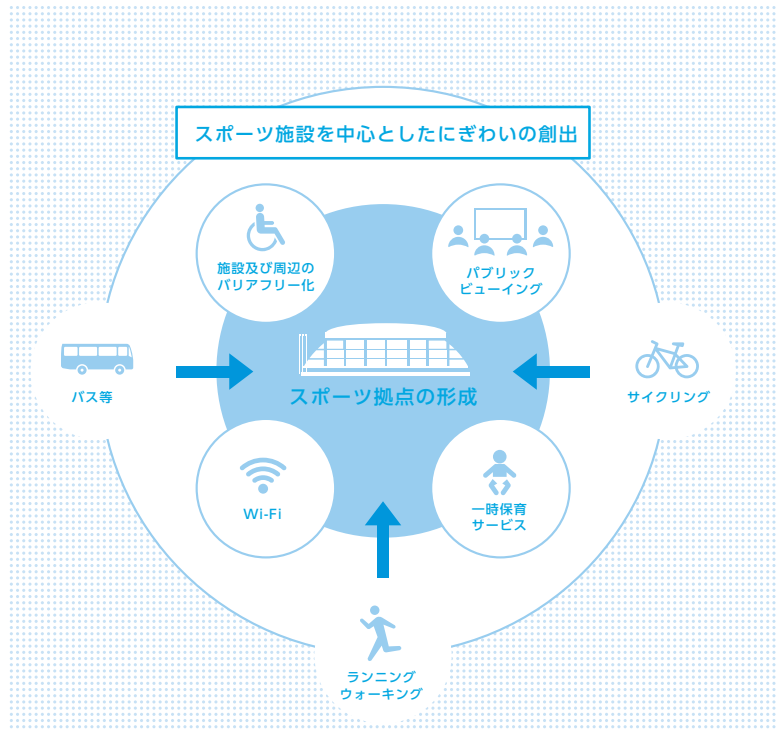 スポーツ施設を中心としたにぎわいの創出
施設及び周辺の
バリアフリー化
パブリック
ビューイング
バス等
スポーツ拠点の形成
サイクリング
Wi-Fi
一時保育
サービス
ランニング
ウォーキング